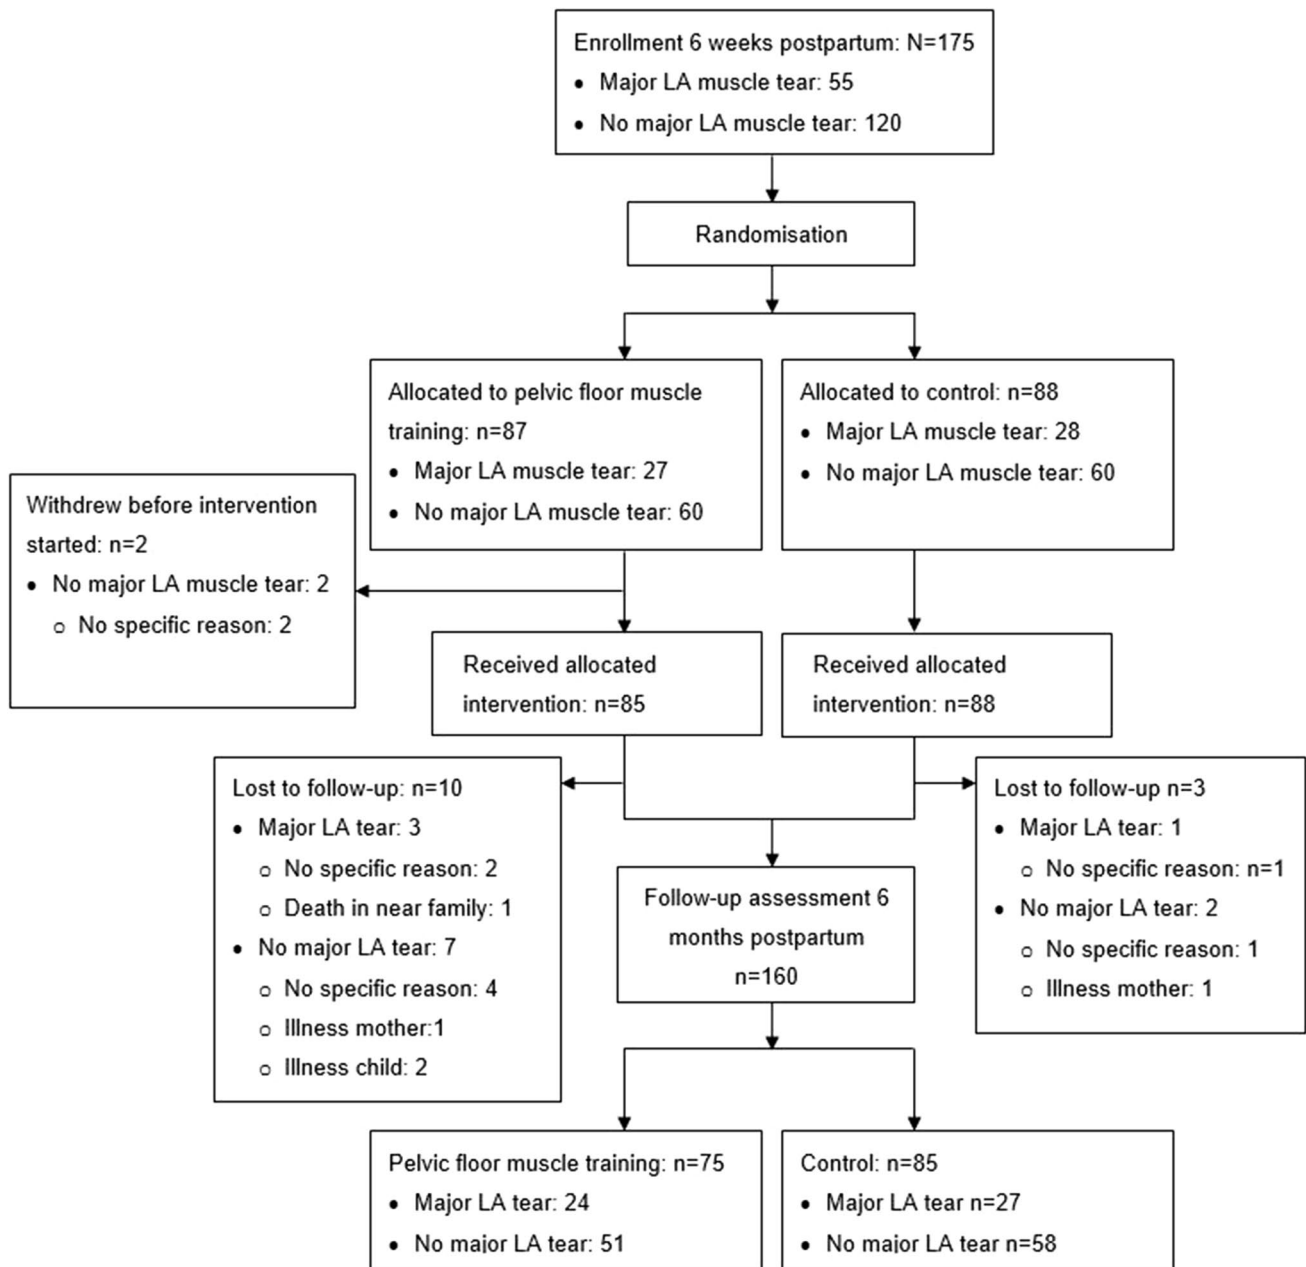 Enrollment 6 weeks postpartum: N=175
• Major LA muscle tear: 55
• No major LA muscle tear: 120
Randomisation
Allocated to pelvic floor muscle
training: n=87
• Major LA muscle tear: 27
• No major LA muscle tear: 60
Allocated to control: n=88
• Major LA muscle tear: 28
• No major LA muscle tear: 60
Withdrew before intervention
started: n=2
• No major LA muscle tear: 2
o No specific reason: 2
Received allocated
intervention: n=85
Received allocated
intervention: n=88
Lost to follow-up: n=10
• Major LA tear: 3
o No specific reason: 2
o Death in near family: 1
• No major LA tear: 7
o No specific reason: 4
o Illness mother:1
o Illness child: 2
Lost to follow-up n=3
• Major LA tear: 1
o No specific reason: n=1
• No major LA tear: 2
o No specific reason: 1
o Illness mother: 1
Follow-up assessment 6
months postpartum
n=160
Pelvic floor muscle training: n=75
• Major LA tear: 24
• No major LA tear: 51
Control: n=85
• Major LA tear n=27
• No major LA tear n=58